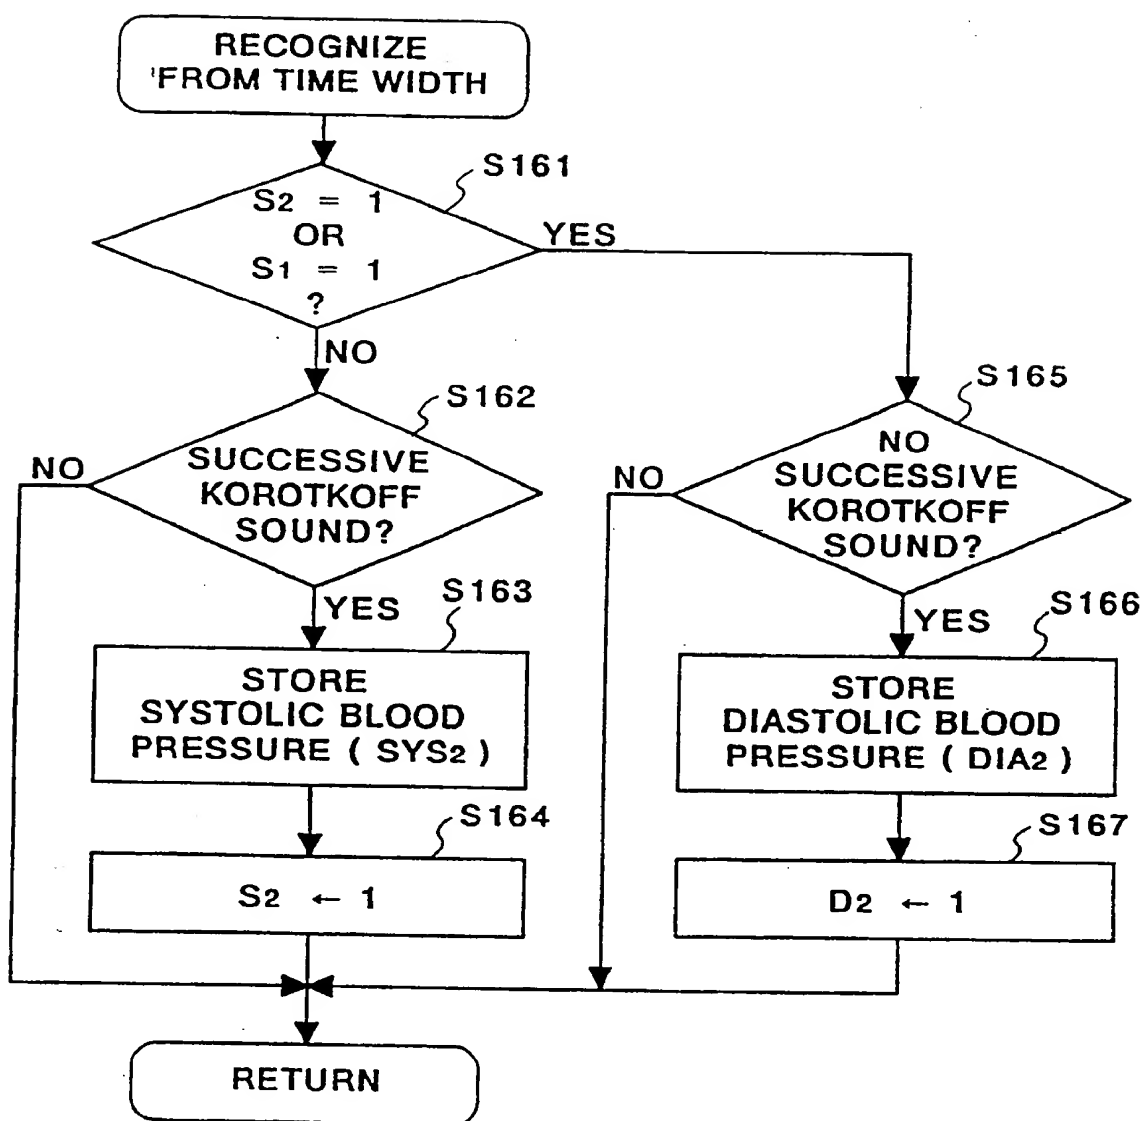 RECOGNIZE
FROM TIME WIDTH
S161
S2 = 1
OR
S1 = 1
?
YES
NO
S162
SUCCESSIVE
KOROTKOFF
SOUND?
NO
YES
S163
STORE
SYSTOLIC BLOOD
PRESSURE ( SYS2 )
S164
S2 ← 1
S165
NO
SUCCESSIVE
KOROTKOFF
SOUND?
NO
YES
S166
STORE
DIASTOLIC BLOOD
PRESSURE ( DIA2 )
S167
D2 ← 1
RETURN